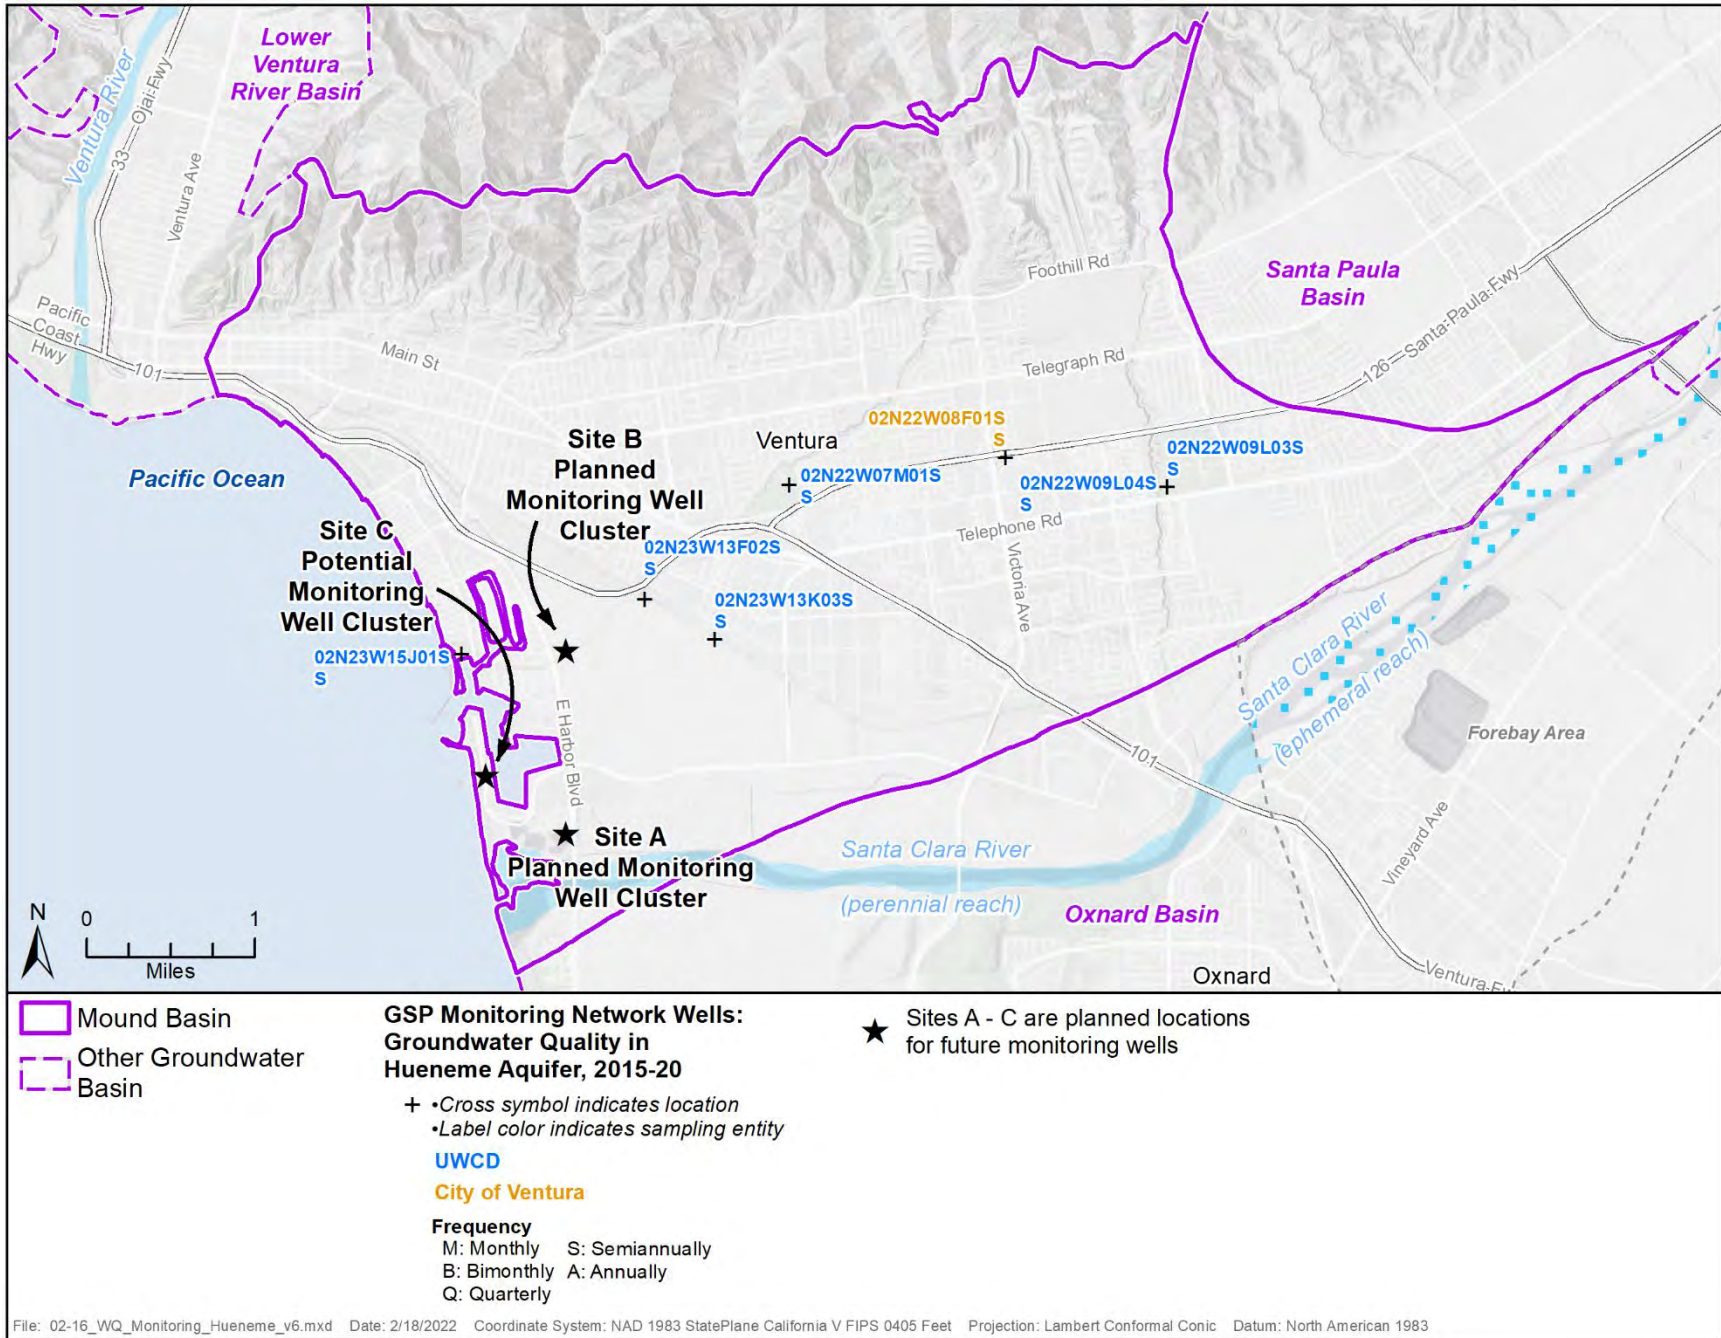 Lower
Ventura
River Basin
Ventura River
33
Ojai-Fwy
Ventura Ave
Pacific
Coast
Hwy
101
Main St
Foothill Rd
Santa Paula
Basin
Telegraph Rd
126
Santa-Paula-Fwy
Pacific Ocean
Site B
Planned
Monitoring Well
Cluster
Ventura
02N22W08F01S
S
02N22W07M01S
S
02N22W09L04S
S
02N22W09L03S
S
Telephone Rd
Victoria Ave
Site C
Potential
Monitoring
Well Cluster
02N23W13F02S
S
02N23W13K03S
S
02N23W15J01S
S
E Harbor Blvd
Santa Clara River
(ephemeral reach)
Forebay Area
101
Vineyard Ave
Site A
Planned Monitoring
Well Cluster
Santa Clara River
(perennial reach)
Oxnard Basin
Oxnard
N
0 1
Miles
Mound Basin
Other Groundwater
Basin
GSP Monitoring Network Wells:
Groundwater Quality in
Hueneme Aquifer, 2015-20
•Cross symbol indicates location
•Label color indicates sampling entity
UWCD
City of Ventura
Frequency
M: Monthly S: Semiannually
B: Bimonthly A: Annually
Q: Quarterly
Sites A - C are planned locations
for future monitoring wells
File: 02-16_WQ_Monitoring_Hueneme_v6.mxd Date: 2/18/2022 Coordinate System: NAD 1983 StatePlane California V FIPS 0405 Feet Projection: Lambert Conformal Conic Datum: North American 1983